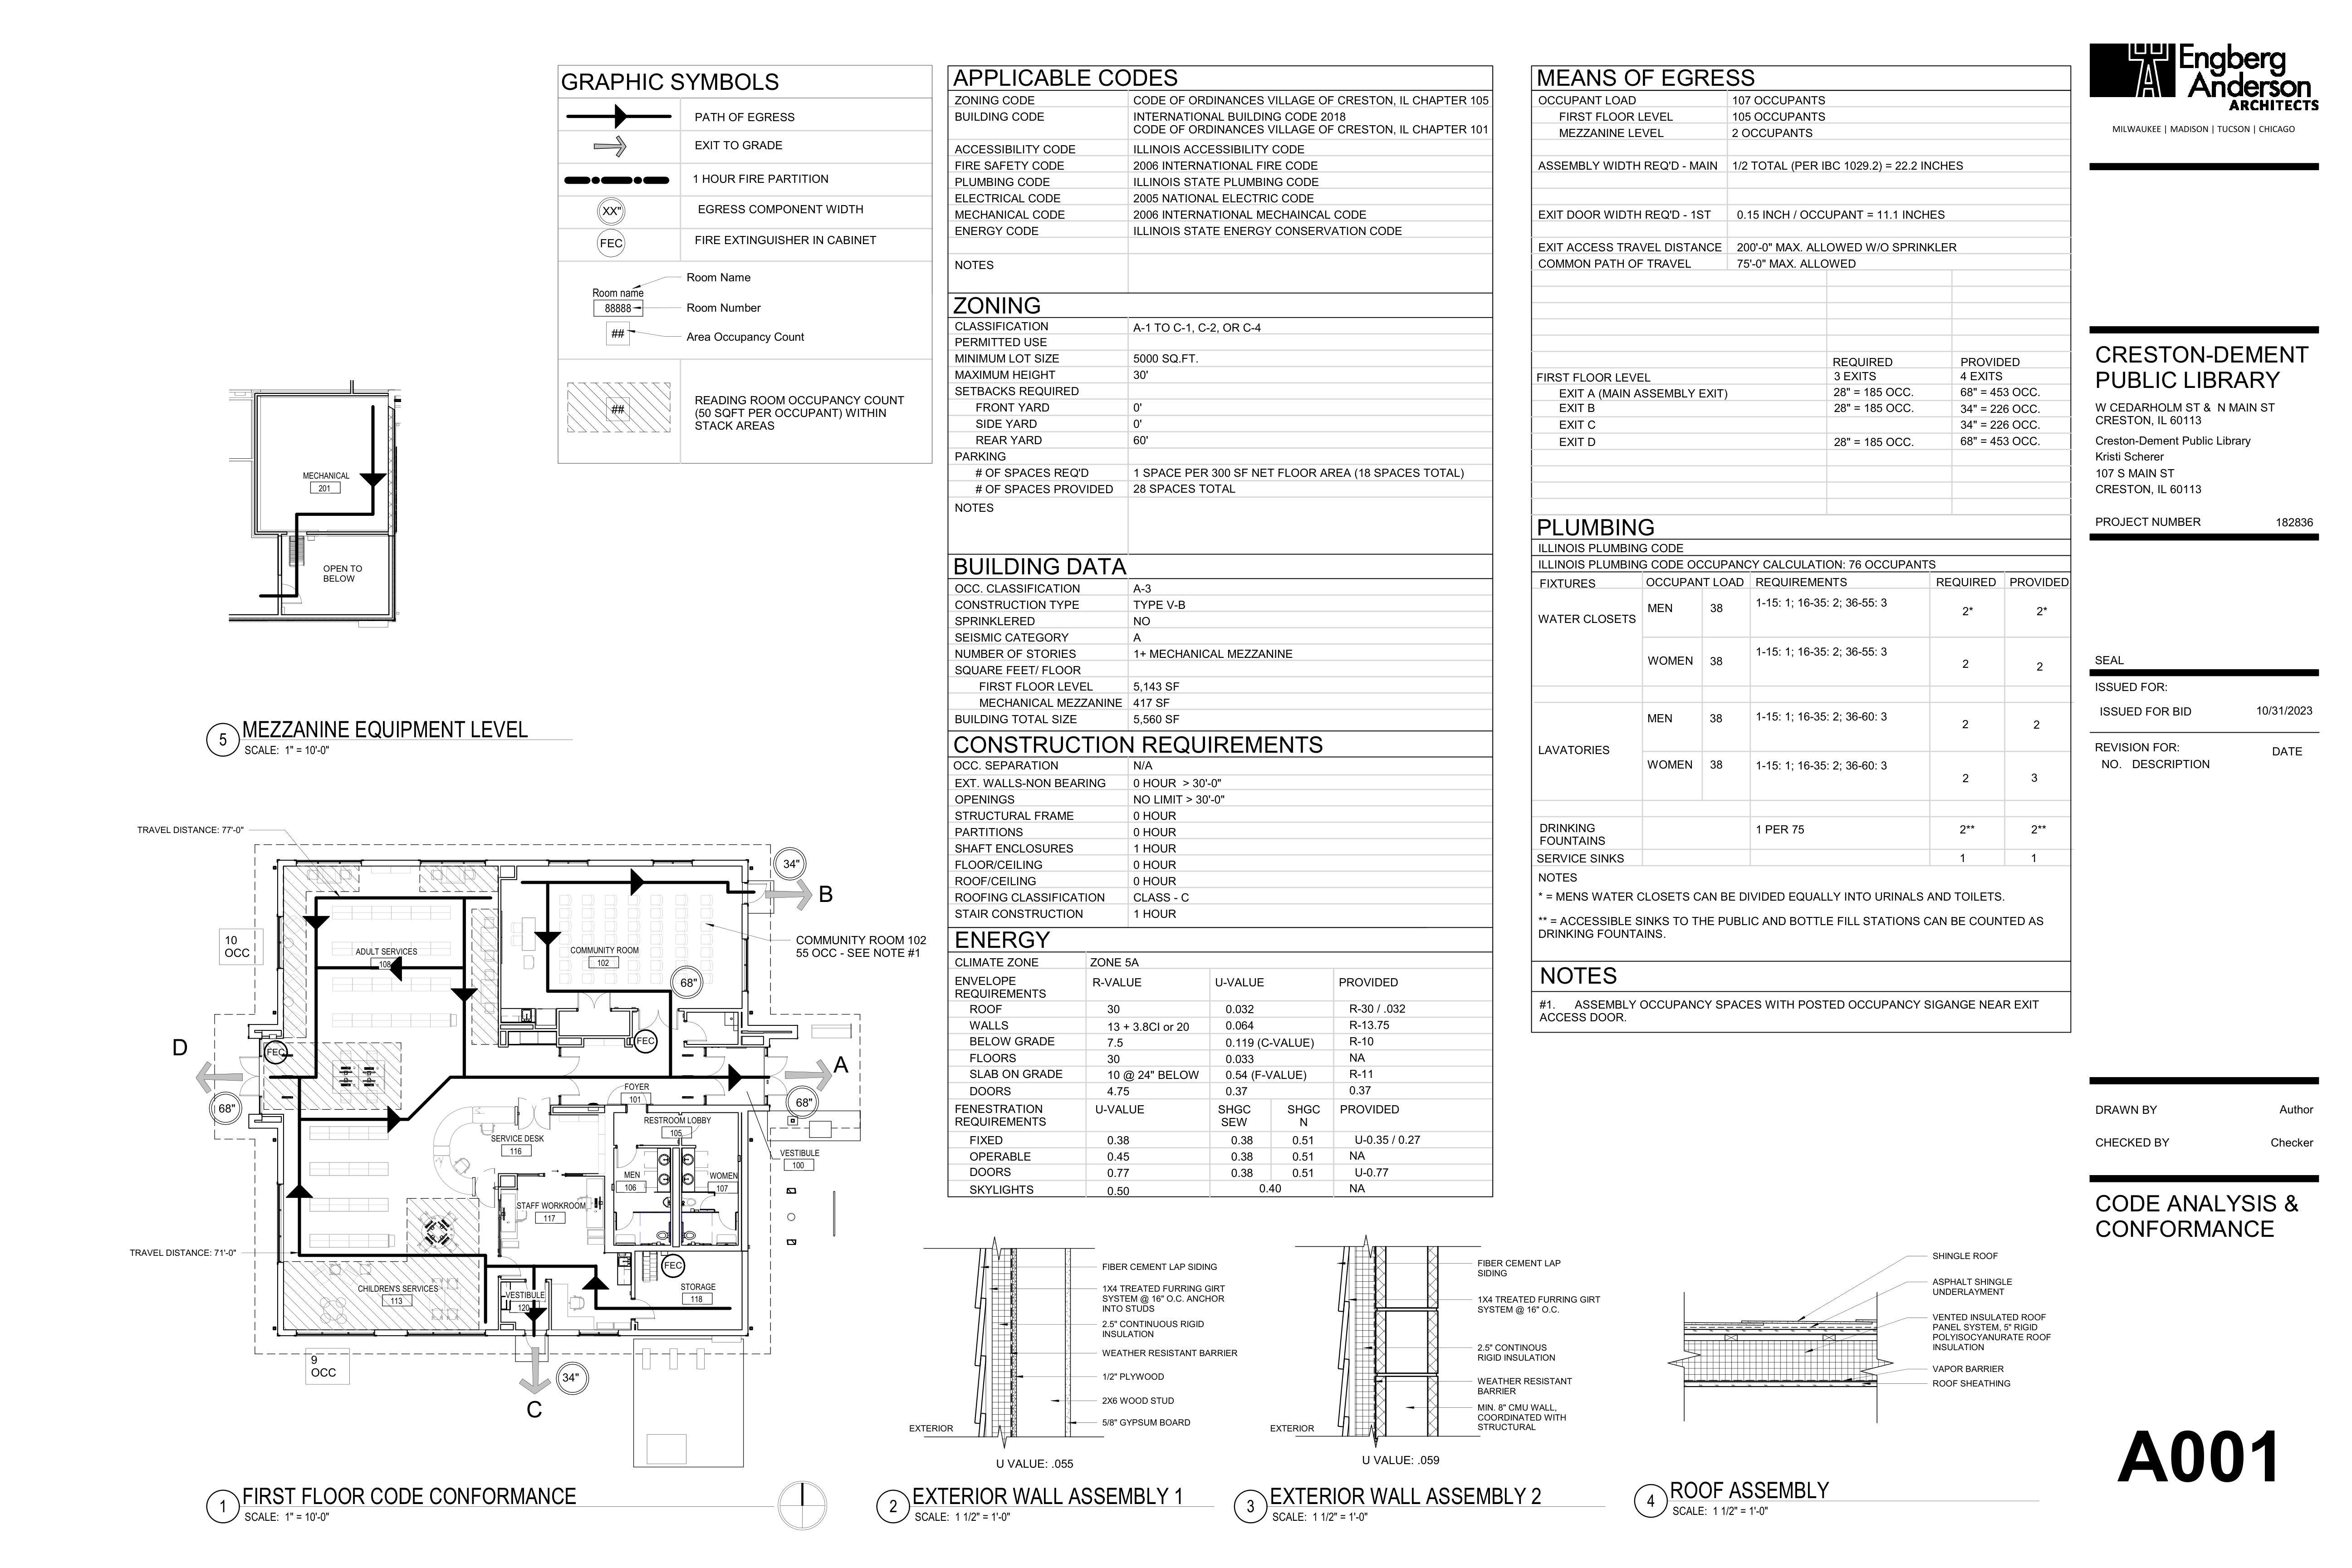 GRAPHIC SYMBOLS
PATH OF EGRESS
EXIT TO GRADE
1 HOUR FIRE PARTITION
XX"
EGRESS COMPONENT WIDTH
FEC
FIRE EXTINGUISHER IN CABINET
Room Name
Room name
88888
Room Number
##
Area Occupancy Count
##
READING ROOM OCCUPANCY COUNT
(50 SQFT PER OCCUPANT) WITHIN
STACK AREAS
MECHANICAL
201
OPEN TO
BELOW
5
MEZZANINE EQUIPMENT LEVEL
SCALE: 1" = 10'-0"
TRAVEL DISTANCE: 77'-0"
34"
B
10
OCC
ADULT SERVICES
108
COMMUNITY ROOM
102
COMMUNITY ROOM 102
55 OCC - SEE NOTE #1
68"
D
FEC
FEC
A
68"
68"
FOYER
101
RESTROOM LOBBY
105
SERVICE DESK
116
VESTIBULE
100
MEN
106
WOMEN
107
STAFF WORKROOM
117
TRAVEL DISTANCE: 71'-0"
FEC
CHILDREN'S SERVICES
113
VESTIBULE
120
STORAGE
118
9
OCC
34"
C
1
FIRST FLOOR CODE CONFORMANCE
SCALE: 1" = 10'-0"
APPLICABLE CODES
ZONING CODE CODE OF ORDINANCES VILLAGE OF CRESTON, IL CHAPTER 105
BUILDING CODE INTERNATIONAL BUILDING CODE 2018
CODE OF ORDINANCES VILLAGE OF CRESTON, IL CHAPTER 101
ACCESSIBILITY CODE ILLINOIS ACCESSIBILITY CODE
FIRE SAFETY CODE 2006 INTERNATIONAL FIRE CODE
PLUMBING CODE ILLINOIS STATE PLUMBING CODE
ELECTRICAL CODE 2005 NATIONAL ELECTRIC CODE
MECHANICAL CODE 2006 INTERNATIONAL MECHAINCAL CODE
ENERGY CODE ILLINOIS STATE ENERGY CONSERVATION CODE
NOTES
ZONING
CLASSIFICATION A-1 TO C-1, C-2, OR C-4
PERMITTED USE
MINIMUM LOT SIZE 5000 SQ.FT.
MAXIMUM HEIGHT 30'
SETBACKS REQUIRED
FRONT YARD 0'
SIDE YARD 0'
REAR YARD 60'
PARKING
# OF SPACES REQ'D 1 SPACE PER 300 SF NET FLOOR AREA (18 SPACES TOTAL)
# OF SPACES PROVIDED 28 SPACES TOTAL
NOTES
BUILDING DATA
OCC. CLASSIFICATION A-3
CONSTRUCTION TYPE TYPE V-B
SPRINKLERED NO
SEISMIC CATEGORY A
NUMBER OF STORIES 1+ MECHANICAL MEZZANINE
SQUARE FEET/ FLOOR
FIRST FLOOR LEVEL 5,143 SF
MECHANICAL MEZZANINE 417 SF
BUILDING TOTAL SIZE 5,560 SF
CONSTRUCTION REQUIREMENTS
OCC. SEPARATION N/A
EXT. WALLS-NON BEARING 0 HOUR > 30'-0"
OPENINGS NO LIMIT > 30'-0"
STRUCTURAL FRAME 0 HOUR
PARTITIONS 0 HOUR
SHAFT ENCLOSURES 1 HOUR
FLOOR/CEILING 0 HOUR
ROOF/CEILING 0 HOUR
ROOFING CLASSIFICATION CLASS - C
STAIR CONSTRUCTION 1 HOUR
ENERGY
CLIMATE ZONE ZONE 5A
ENVELOPE REQUIREMENTS R-VALUE U-VALUE PROVIDED
ROOF 30 0.032 R-30 / .032
WALLS 13 + 3.8CI or 20 0.064 R-13.75
BELOW GRADE 7.5 0.119 (C-VALUE) R-10
FLOORS 30 0.033 NA
SLAB ON GRADE 10 @ 24" BELOW 0.54 (F-VALUE) R-11
DOORS 4.75 0.37 0.37
FENESTRATION REQUIREMENTS U-VALUE SHGC SEW SHGC N PROVIDED
FIXED 0.38 0.38 0.51 U-0.35 / 0.27
OPERABLE 0.45 0.38 0.51 NA
DOORS 0.77 0.38 0.51 U-0.77
SKYLIGHTS 0.50 0.40 NA
FIBER CEMENT LAP SIDING
1X4 TREATED FURRING GIRT
SYSTEM @ 16" O.C. ANCHOR
INTO STUDS
2.5" CONTINUOUS RIGID
INSULATION
WEATHER RESISTANT BARRIER
1/2" PLYWOOD
2X6 WOOD STUD
5/8" GYPSUM BOARD
EXTERIOR
U VALUE: .055
2
EXTERIOR WALL ASSEMBLY 1
SCALE: 1 1/2" = 1'-0"
FIBER CEMENT LAP
SIDING
1X4 TREATED FURRING GIRT
SYSTEM @ 16" O.C.
2.5" CONTINOUS
RIGID INSULATION
WEATHER RESISTANT
BARRIER
MIN. 8" CMU WALL,
COORDINATED WITH
STRUCTURAL
EXTERIOR
U VALUE: .059
3
EXTERIOR WALL ASSEMBLY 2
SCALE: 1 1/2" = 1'-0"
MEANS OF EGRESS
OCCUPANT LOAD 107 OCCUPANTS
FIRST FLOOR LEVEL 105 OCCUPANTS
MEZZANINE LEVEL 2 OCCUPANTS
ASSEMBLY WIDTH REQ'D - MAIN 1/2 TOTAL (PER IBC 1029.2) = 22.2 INCHES
EXIT DOOR WIDTH REQ'D - 1ST 0.15 INCH / OCCUPANT = 11.1 INCHES
EXIT ACCESS TRAVEL DISTANCE 200'-0" MAX. ALLOWED W/O SPRINKLER
COMMON PATH OF TRAVEL 75'-0" MAX. ALLOWED
REQUIRED PROVIDED
FIRST FLOOR LEVEL 3 EXITS 4 EXITS
EXIT A (MAIN ASSEMBLY EXIT) 28" = 185 OCC. 68" = 453 OCC.
EXIT B 28" = 185 OCC. 34" = 226 OCC.
EXIT C 34" = 226 OCC.
EXIT D 28" = 185 OCC. 68" = 453 OCC.
PLUMBING
ILLINOIS PLUMBING CODE
ILLINOIS PLUMBING CODE OCCUPANCY CALCULATION: 76 OCCUPANTS
FIXTURES OCCUPANT LOAD REQUIREMENTS REQUIRED PROVIDED
WATER CLOSETS
MEN 38 1-15: 1; 16-35: 2; 36-55: 3 2* 2*
WOMEN 38 1-15: 1; 16-35: 2; 36-55: 3 2 2
LAVATORIES
MEN 38 1-15: 1; 16-35: 2; 36-60: 3 2 2
WOMEN 38 1-15: 1; 16-35: 2; 36-60: 3 2 3
DRINKING FOUNTAINS 1 PER 75 2** 2**
SERVICE SINKS 1 1
NOTES
* = MENS WATER CLOSETS CAN BE DIVIDED EQUALLY INTO URINALS AND TOILETS.
** = ACCESSIBLE SINKS TO THE PUBLIC AND BOTTLE FILL STATIONS CAN BE COUNTED AS
DRINKING FOUNTAINS.
NOTES
#1. ASSEMBLY OCCUPANCY SPACES WITH POSTED OCCUPANCY SIGANGE NEAR EXIT
ACCESS DOOR.
SHINGLE ROOF
ASPHALT SHINGLE
UNDERLAYMENT
VENTED INSULATED ROOF
PANEL SYSTEM, 5" RIGID
POLYISOCYANURATE ROOF
INSULATION
VAPOR BARRIER
ROOF SHEATHING
4
ROOF ASSEMBLY
SCALE: 1 1/2" = 1'-0"
Engberg
Anderson
ARCHITECTS
MILWAUKEE | MADISON | TUCSON | CHICAGO
CRESTON-DEMENT
PUBLIC LIBRARY
W CEDARHOLM ST & N MAIN ST
CRESTON, IL 60113
Creston-Dement Public Library
Kristi Scherer
107 S MAIN ST
CRESTON, IL 60113
PROJECT NUMBER 182836
SEAL
ISSUED FOR:
ISSUED FOR BID 10/31/2023
REVISION FOR:
NO. DESCRIPTION DATE
DRAWN BY Author
CHECKED BY Checker
CODE ANALYSIS &
CONFORMANCE
A001